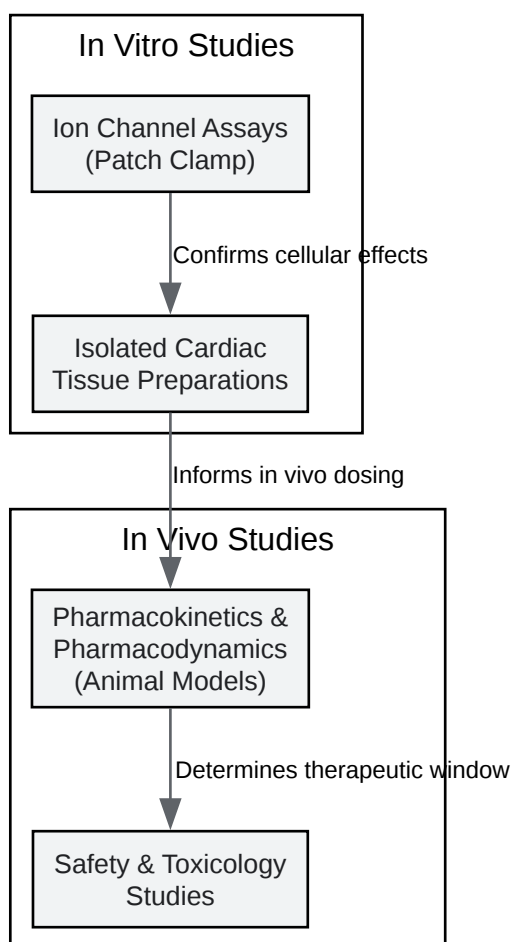 In Vitro Studies
Ion Channel Assays
(Patch Clamp)
Confirms cellular effects
Isolated Cardiac
Tissue Preparations
Informs in vivo dosing
In Vivo Studies
Pharmacokinetics &
Pharmacodynamics
(Animal Models)
Determines therapeutic window
Safety & Toxicology
Studies